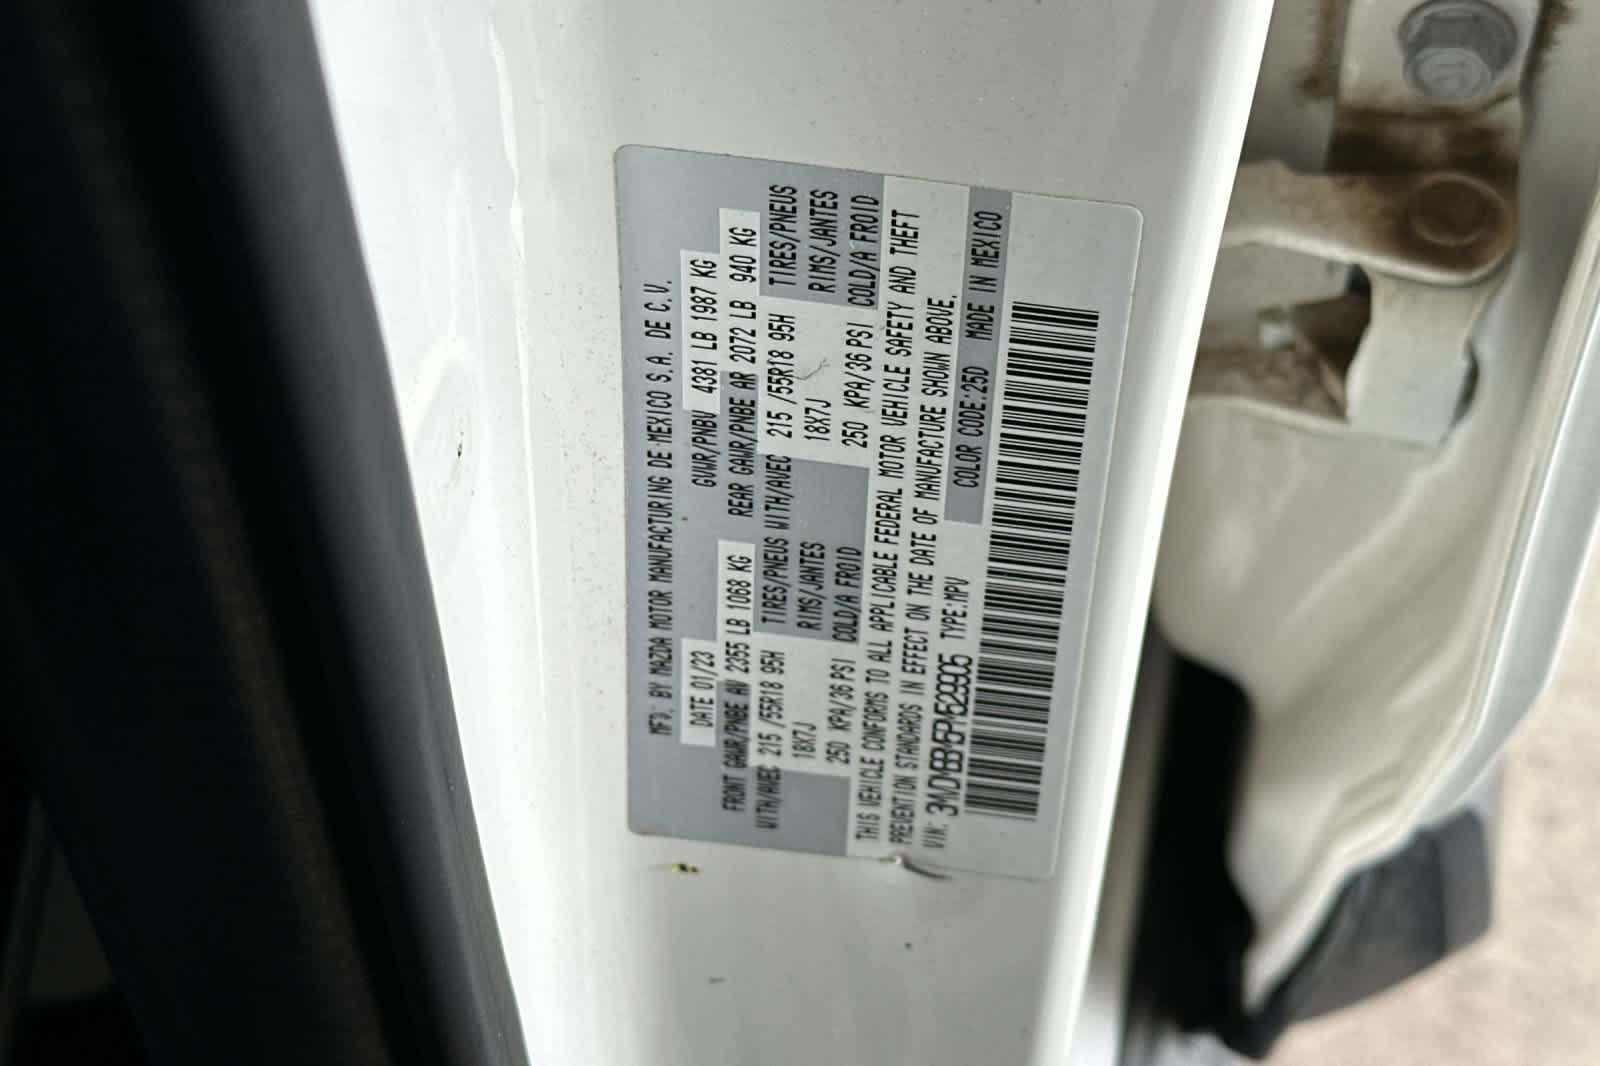 MFD. BY MAZDA MOTOR MANUFACTURING DE MEXICO S.A. DE C.V.
DATE 01/23 GVWR/PNBV 4381 LB 1987 KG
FRONT GAWR/PNBE AV 2355 LB 1068 KG REAR GAWR/PNBE AR 2072 LB 940 KG
WITH/AVEC 215 /55R18 95H TIRES/PNEUS WITH/AVEC 215 /55R18 95H TIRES/PNEUS
18X7J RIMS/JANTES 18X7J RIMS/JANTES
250 KPA/36 PSI COLD/A FROID 250 KPA/36 PSI COLD/A FROID
THIS VEHICLE CONFORMS TO ALL APPLICABLE FEDERAL MOTOR VEHICLE SAFETY AND THEFT
PREVENTION STANDARDS IN EFFECT ON THE DATE OF MANUFACTURE SHOWN ABOVE.
VIN: TYPE:MPV COLOR CODE:25D MADE IN MEXICO